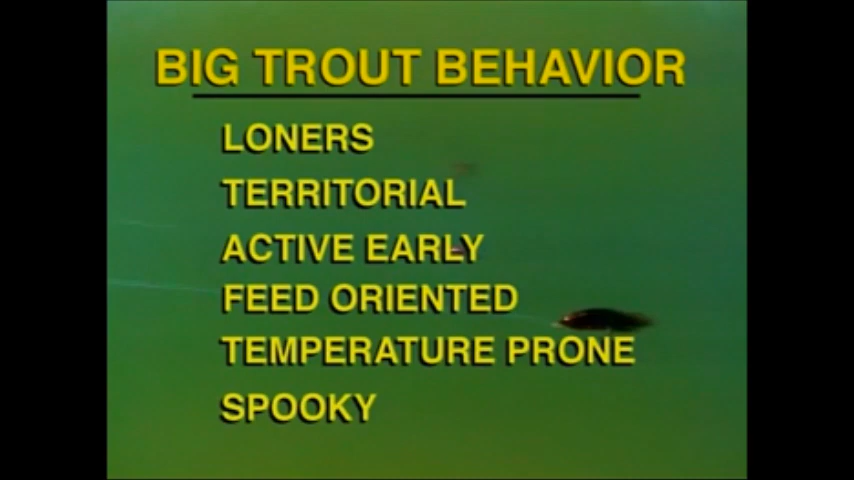 BIG TROUT BEHAVIOR
LONERS
TERRITORIAL
ACTIVE EARLY
FEED ORIENTED
TEMPERATURE PRONE
SPOOKY